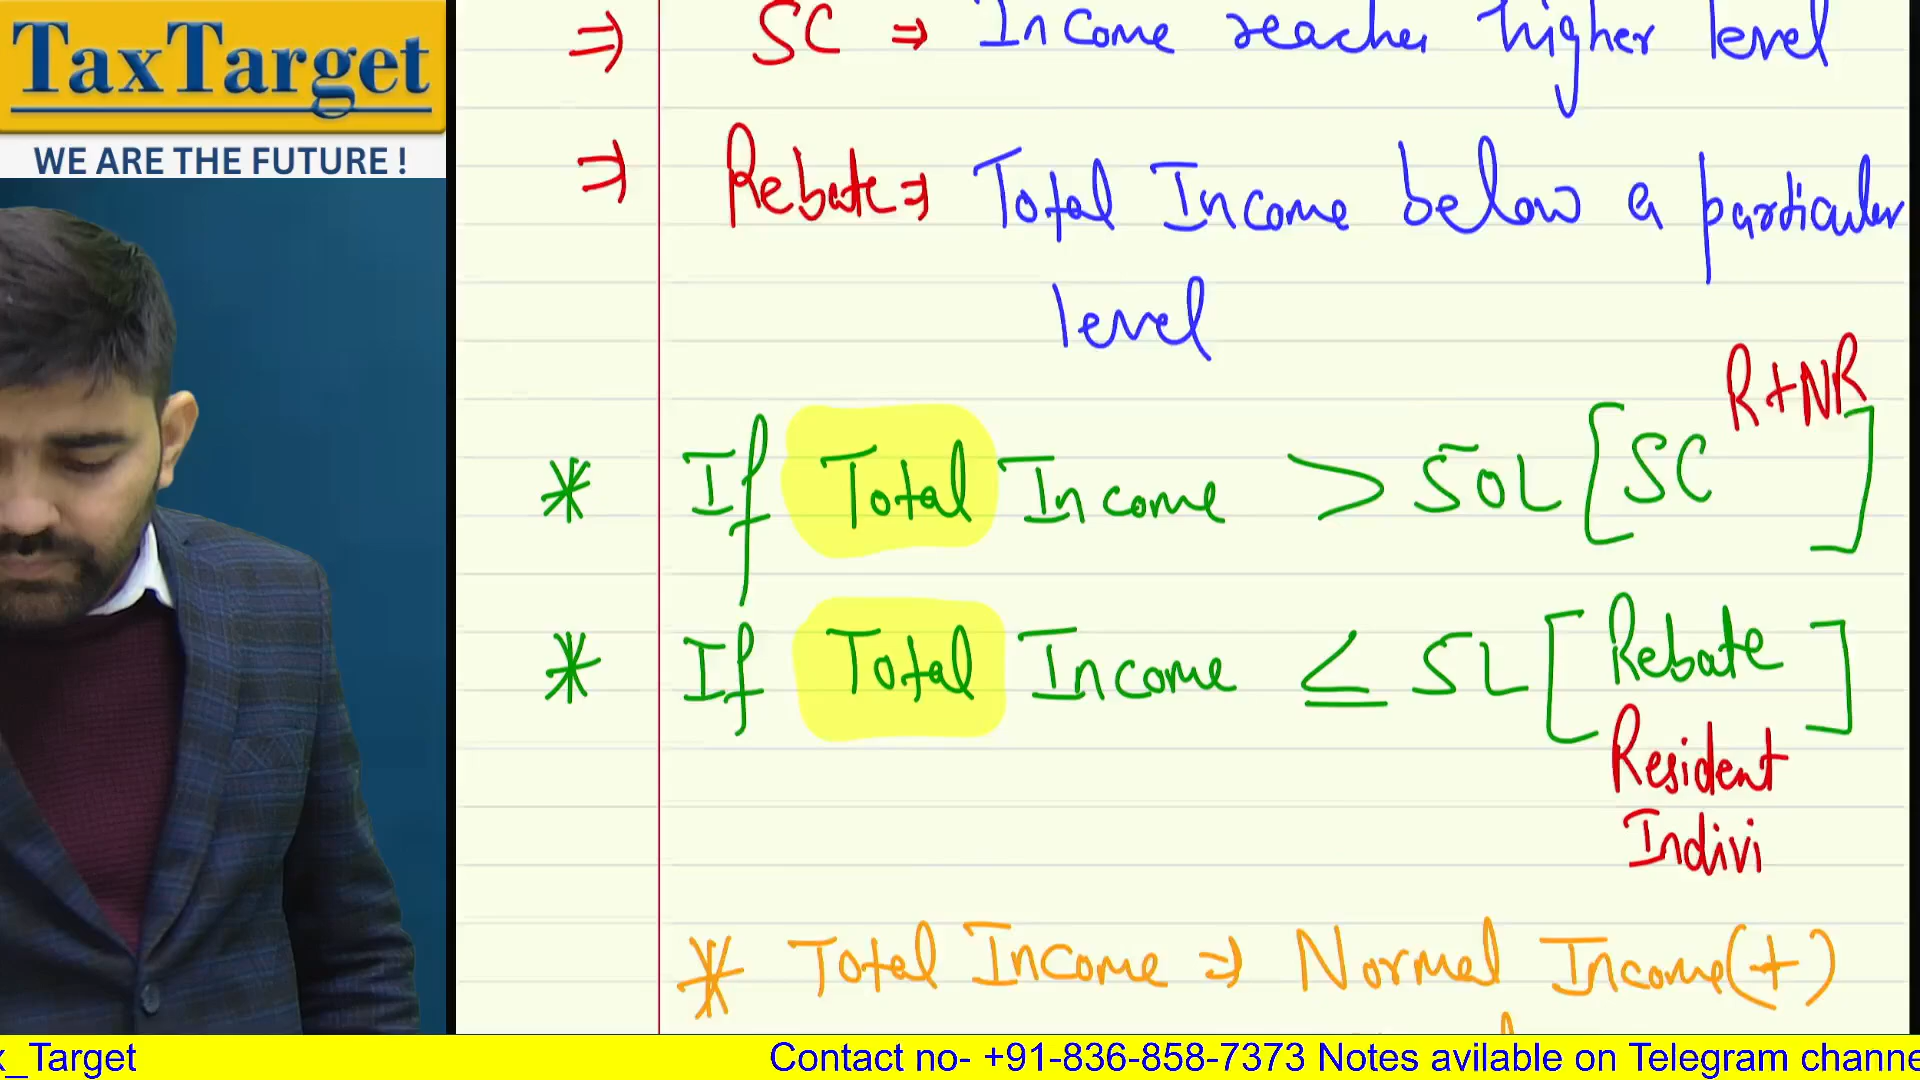 TaxTarget
WE ARE THE FUTURE !
⇒ SC ⇒ Income reaches higher level
⇒ Rebate ⇒ Total Income below a particular
level
R+NR
* If Total Income > 50L [SC]
* If Total Income ≤ 5L [Rebate]
Resident
Indivi
* Total Income ⇒ Normal Income (+)
x_Target Contact no- +91-836-858-7373 Notes avilable on Telegram channe